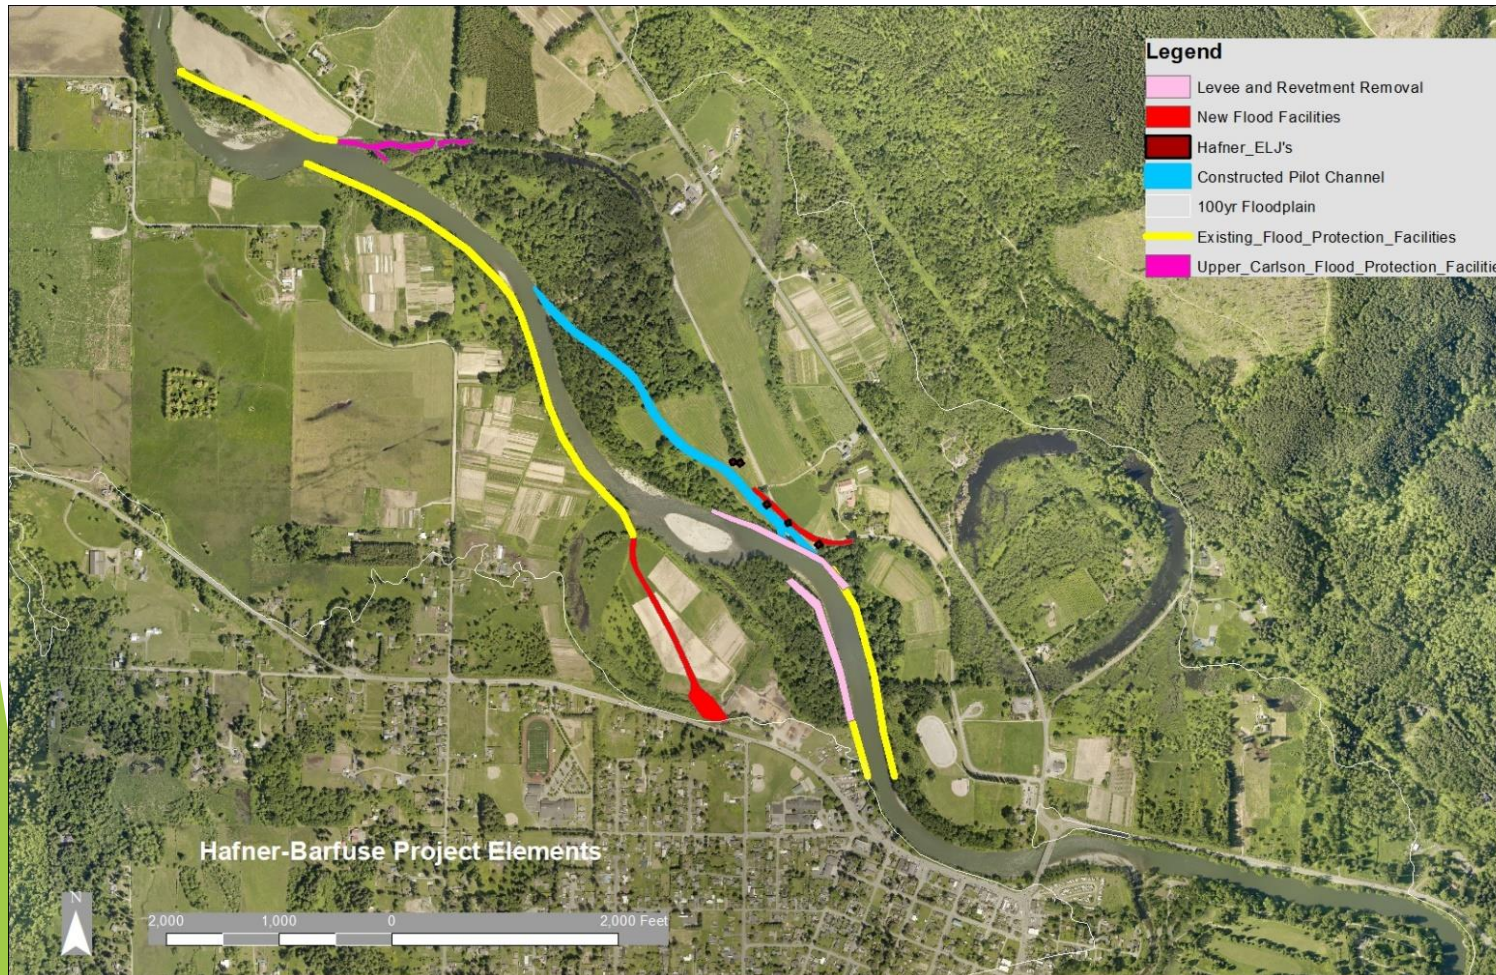 Legend
Levee and Revetment Removal
New Flood Facilities
Hafner_ELJ's
Constructed Pilot Channel
100yr Floodplain
Existing_Flood_Protection_Facilities
Upper_Carlson_Flood_Protection_Facilitie
Hafner-Barfuse Project Elements
N
2,000 1,000 0 2,000 Feet